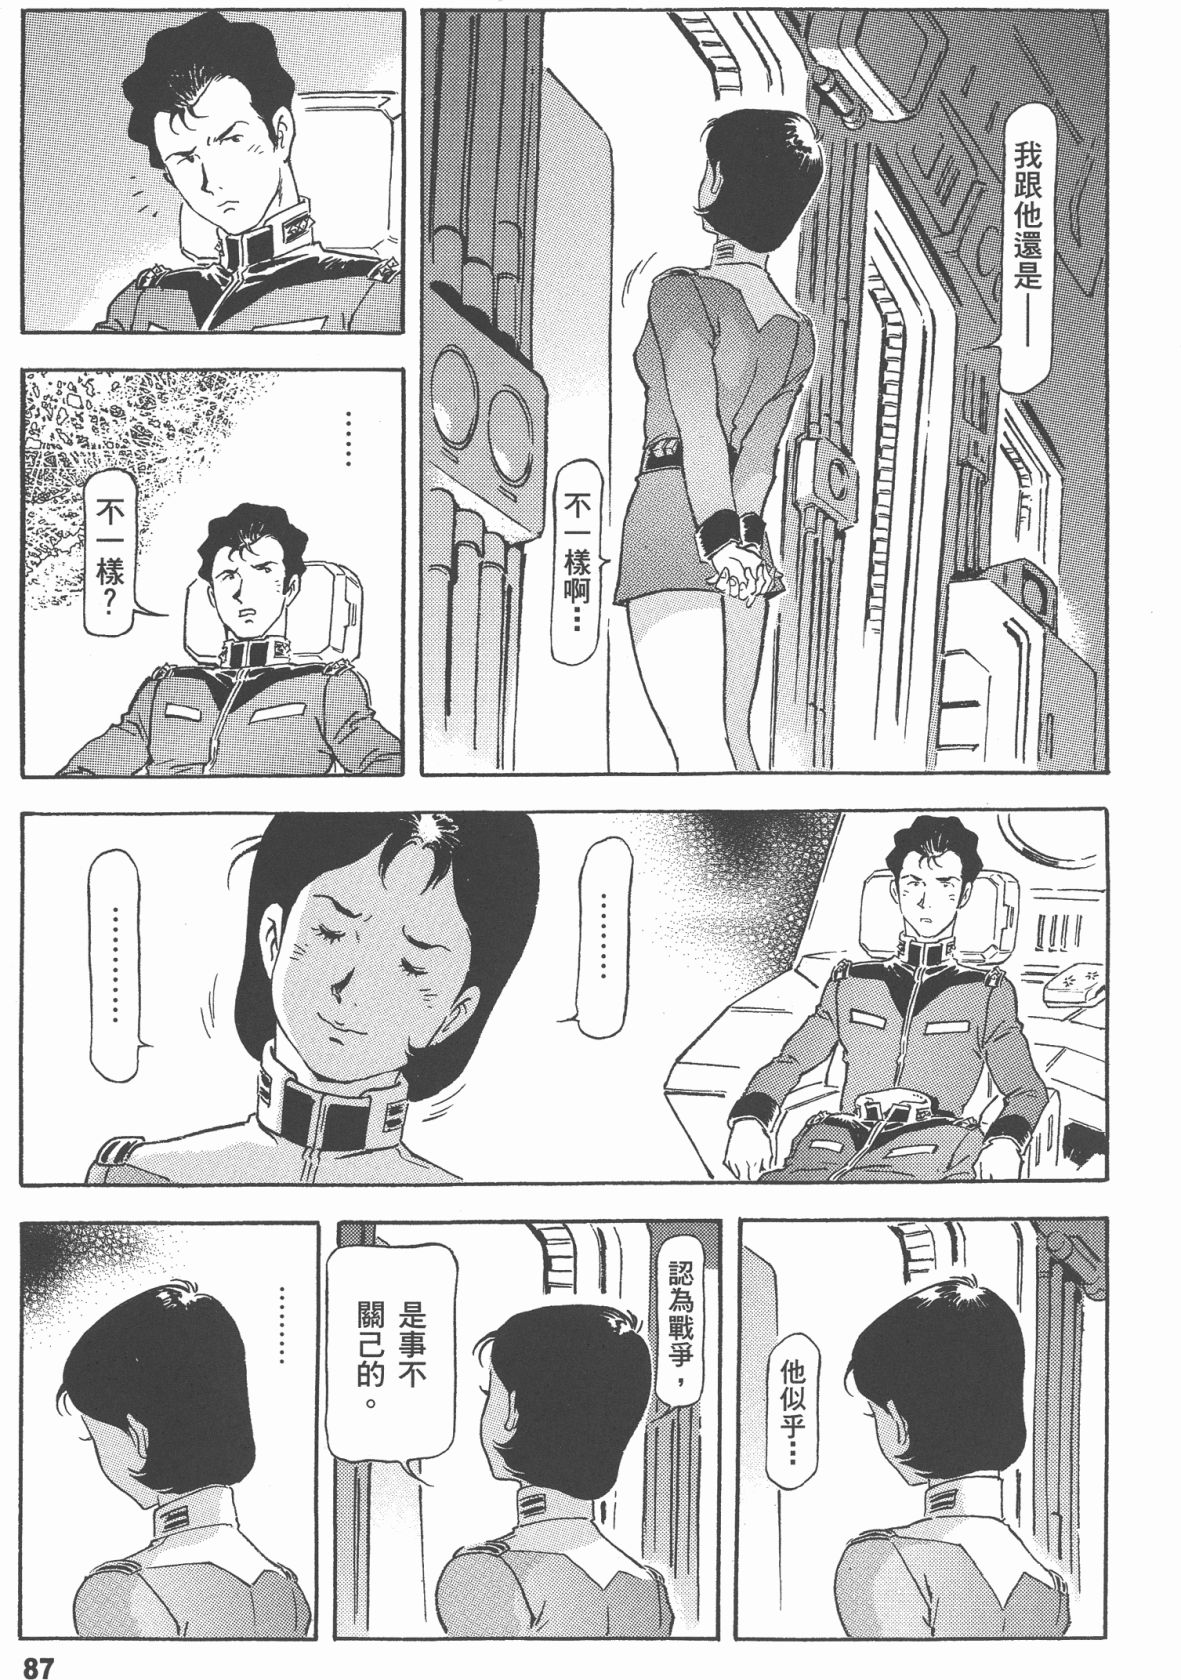 我跟他還是——
不一樣啊…
……
不一樣？
………
…………
他似乎…
認為戰爭，
是事不
關己的。
………
87